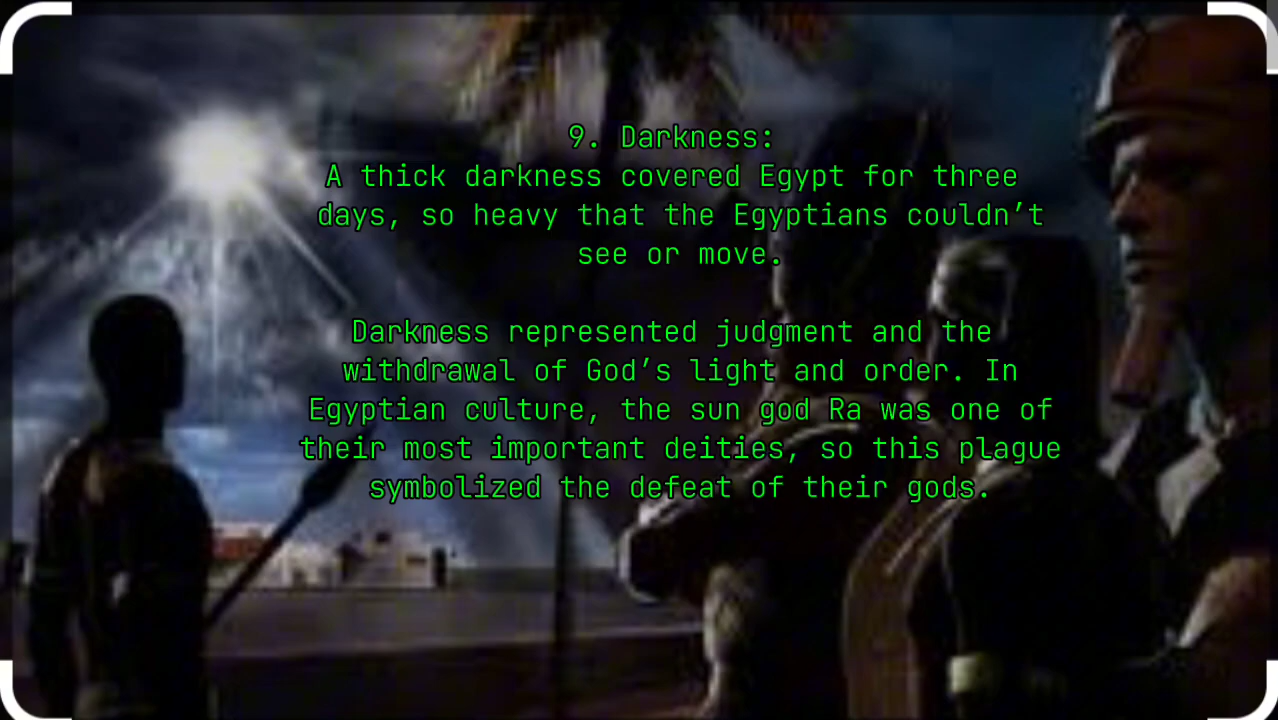 9. Darkness:
A thick darkness covered Egypt for three
days, so heavy that the Egyptians couldn’t
see or move.
Darkness represented judgment and the
withdrawal of God’s light and order. In
Egyptian culture, the sun god Ra was one of
their most important deities, so this plague
symbolized the defeat of their gods.